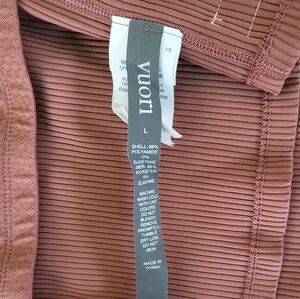 vuori
L
SHELL: 88%
POLYAMIDE
12%
ELASTANE
LINER: 85%
POLYESTER
15%
ELASTANE
MACHINE
WASH COLD
WITH LIKE
COLORS
DO NOT
BLEACH
REMOVE
PROMPTLY
TUMBLE
DRY LOW
DO NOT
IRON
MADE IN
CHINA